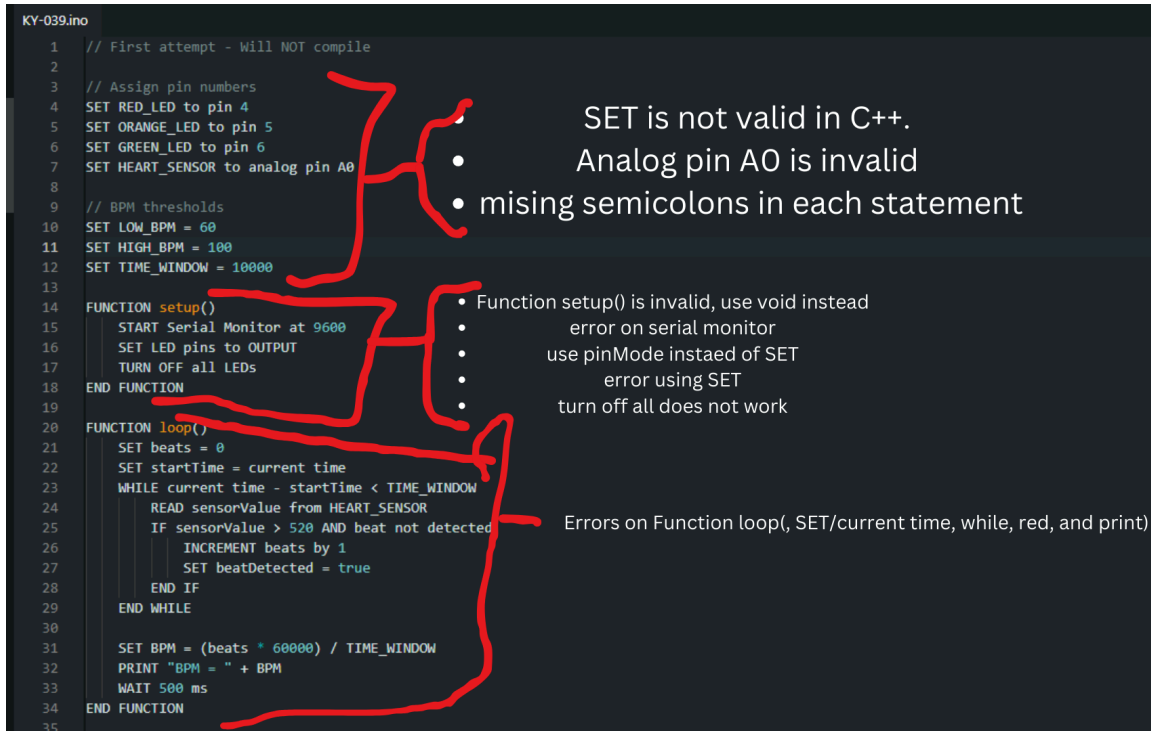 KY-039.ino
1 // First attempt - Will NOT compile
2
3 // Assign pin numbers
4 SET RED_LED to pin 4
5 SET ORANGE_LED to pin 5
6 SET GREEN_LED to pin 6
7 SET HEART_SENSOR to analog pin A0
8
9 // BPM thresholds
10 SET LOW_BPM = 60
11 SET HIGH_BPM = 100
12 SET TIME_WINDOW = 10000
13
14 FUNCTION setup()
15 START Serial Monitor at 9600
16 SET LED pins to OUTPUT
17 TURN OFF all LEDs
18 END FUNCTION
19
20 FUNCTION loop()
21 SET beats = 0
22 SET startTime = current time
23 WHILE current time - startTime < TIME_WINDOW
24 READ sensorValue from HEART_SENSOR
25 IF sensorValue > 520 AND beat not detected
26 INCREMENT beats by 1
27 SET beatDetected = true
28 END IF
29 END WHILE
30
31 SET BPM = (beats * 60000) / TIME_WINDOW
32 PRINT "BPM = " + BPM
33 WAIT 500 ms
34 END FUNCTION
35
• SET is not valid in C++.
• Analog pin A0 is invalid
• mising semicolons in each statement
• Function setup() is invalid, use void instead
• error on serial monitor
• use pinMode instaed of SET
• error using SET
• turn off all does not work
Errors on Function loop(, SET/current time, while, red, and print)